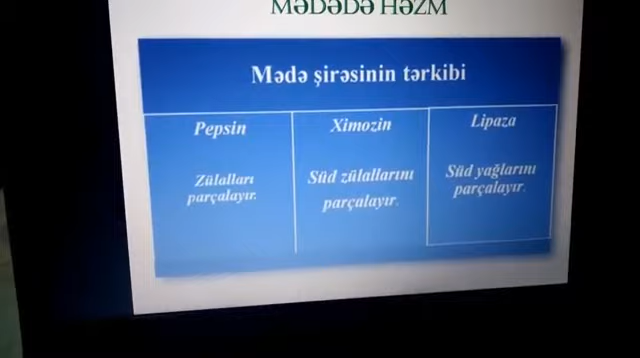 MƏDƏDƏ HƏZM
Mədə şirəsinin tərkibi
Pepsin
Ximozin
Lipaza
Zülalları
parçalayır.
Süd zülallarını
parçalayır.
Süd yağlarını
parçalayır.